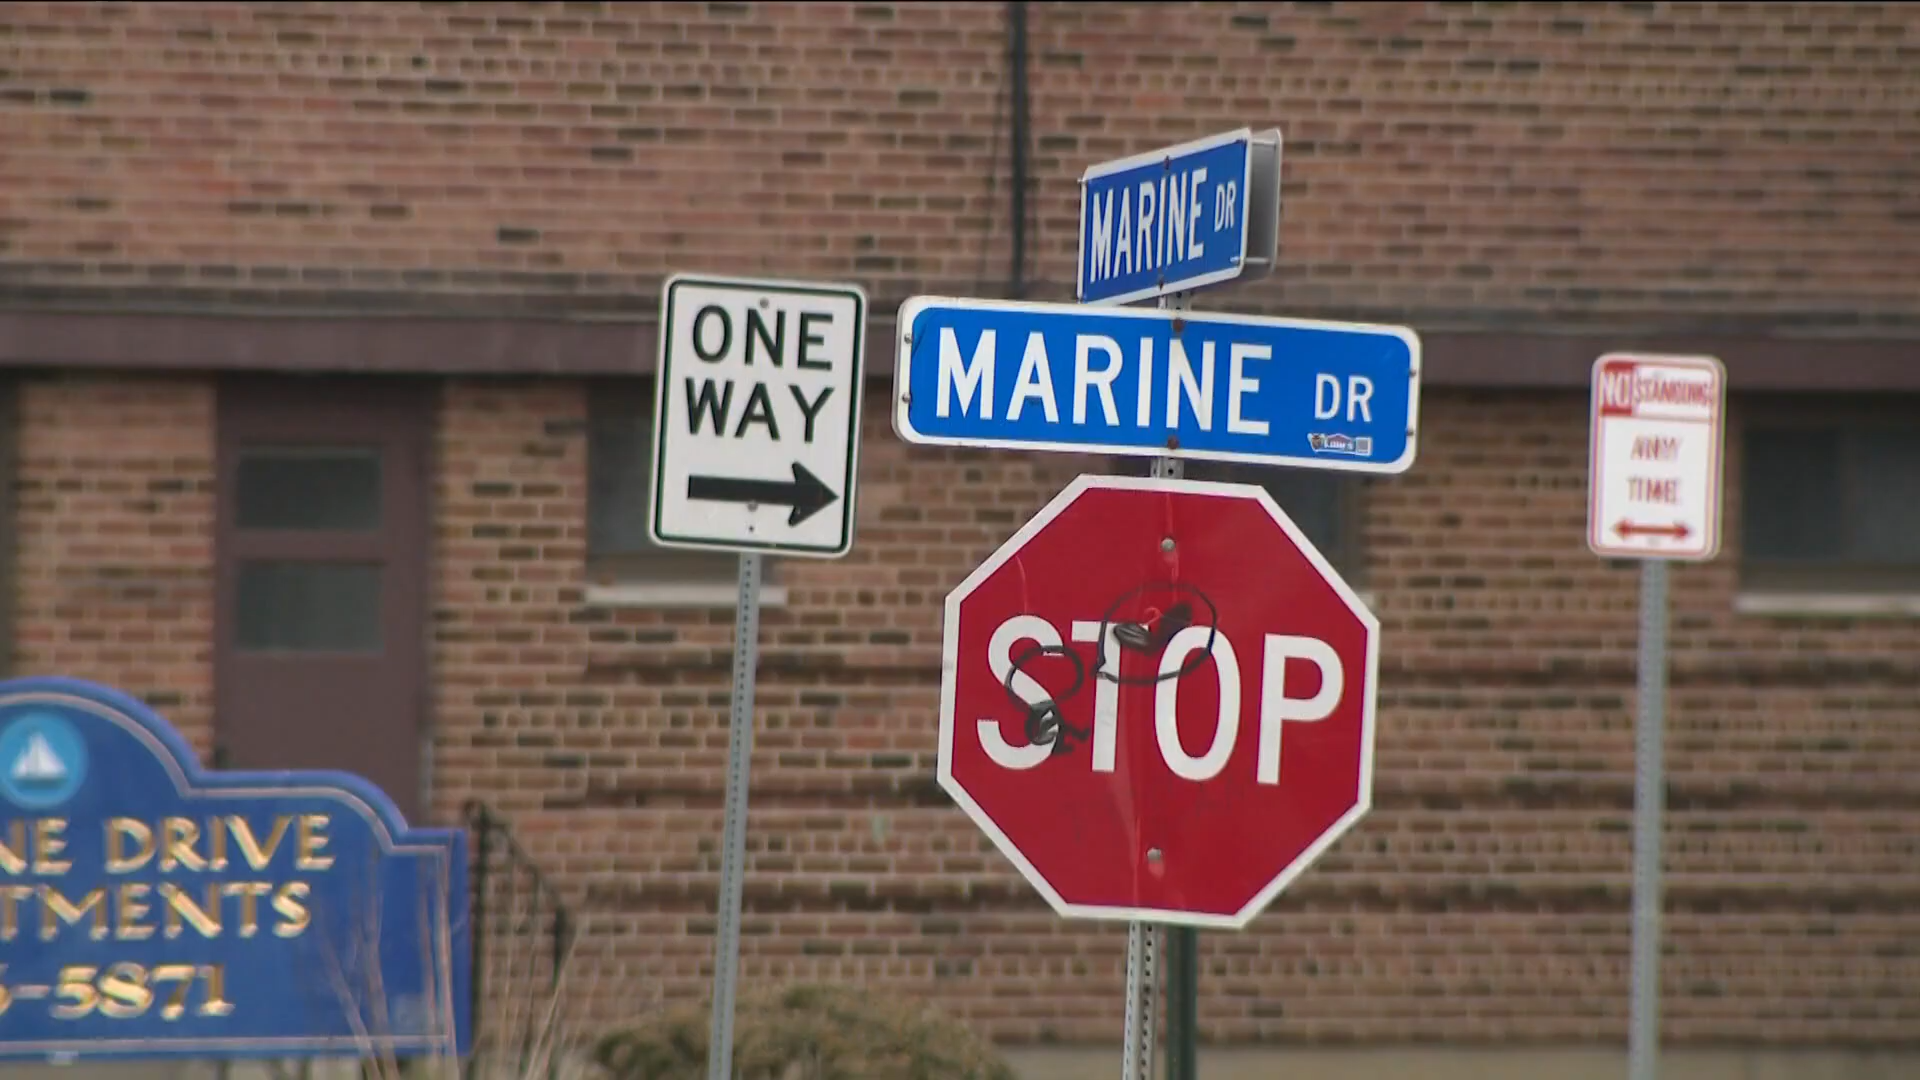 MARINE DR
MARINE DR
ONE
WAY
STOP
NO STANDING
ANY
TIME
NE DRIVE
TMENTS
-5871